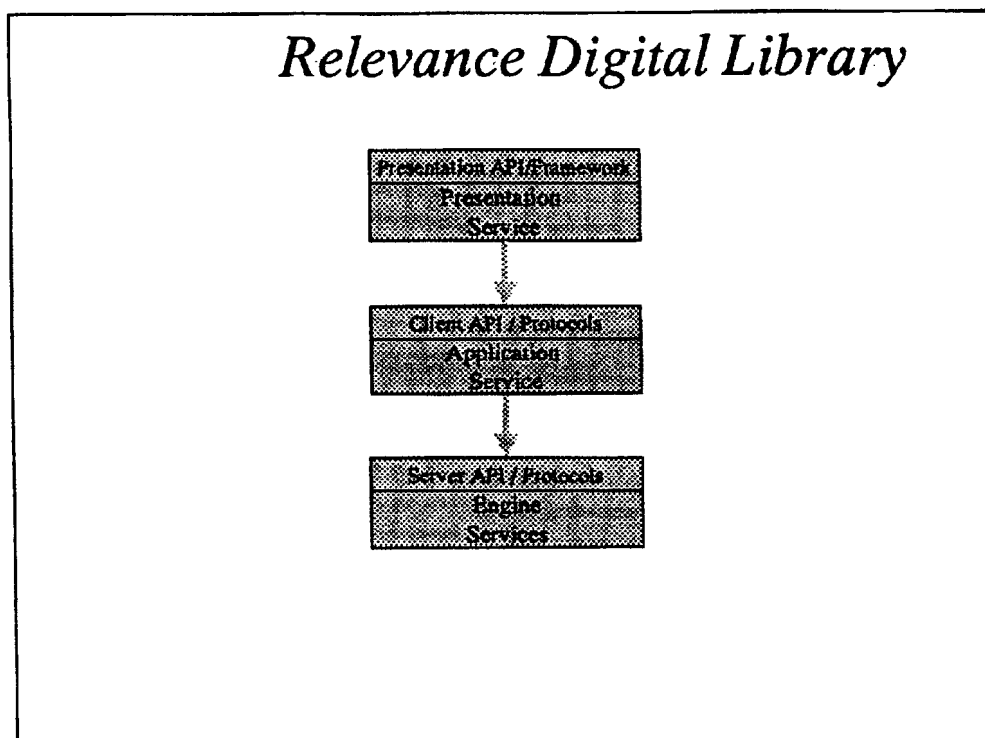 Relevance Digital Library
Presentation API/Framework
Presentation
Service
Client API / Protocols
Application
Service
Server API / Protocols
Engine
Services